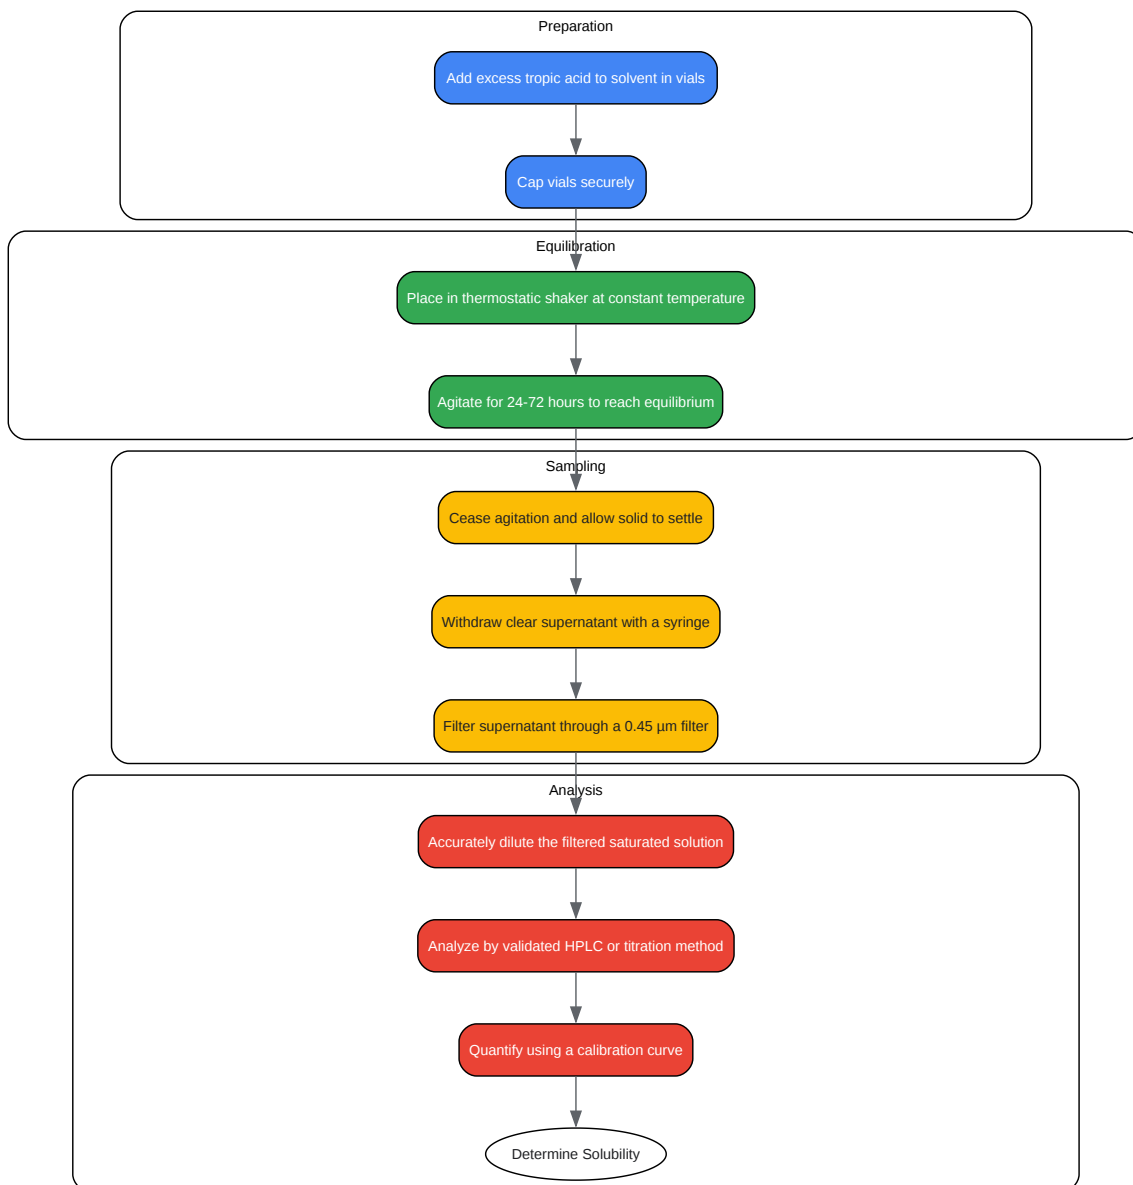 Preparation
Add excess tropic acid to solvent in vials
Cap vials securely
Equilibration
Place in thermostatic shaker at constant temperature
Agitate for 24-72 hours to reach equilibrium
Sampling
Cease agitation and allow solid to settle
Withdraw clear supernatant with a syringe
Filter supernatant through a 0.45 µm filter
Analysis
Accurately dilute the filtered saturated solution
Analyze by validated HPLC or titration method
Quantify using a calibration curve
Determine Solubility